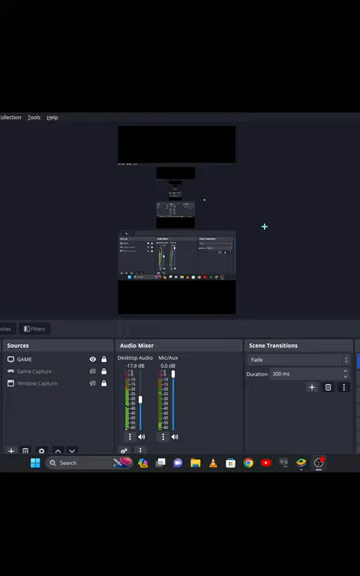 ollection Tools Help
rties Filters
Sources
GAME
Game Capture
Window Capture
Audio Mixer
Desktop Audio Mic/Aux
-17.9 dB 0.0 dB
Scene Transitions
Fade
Duration 300 ms
Search